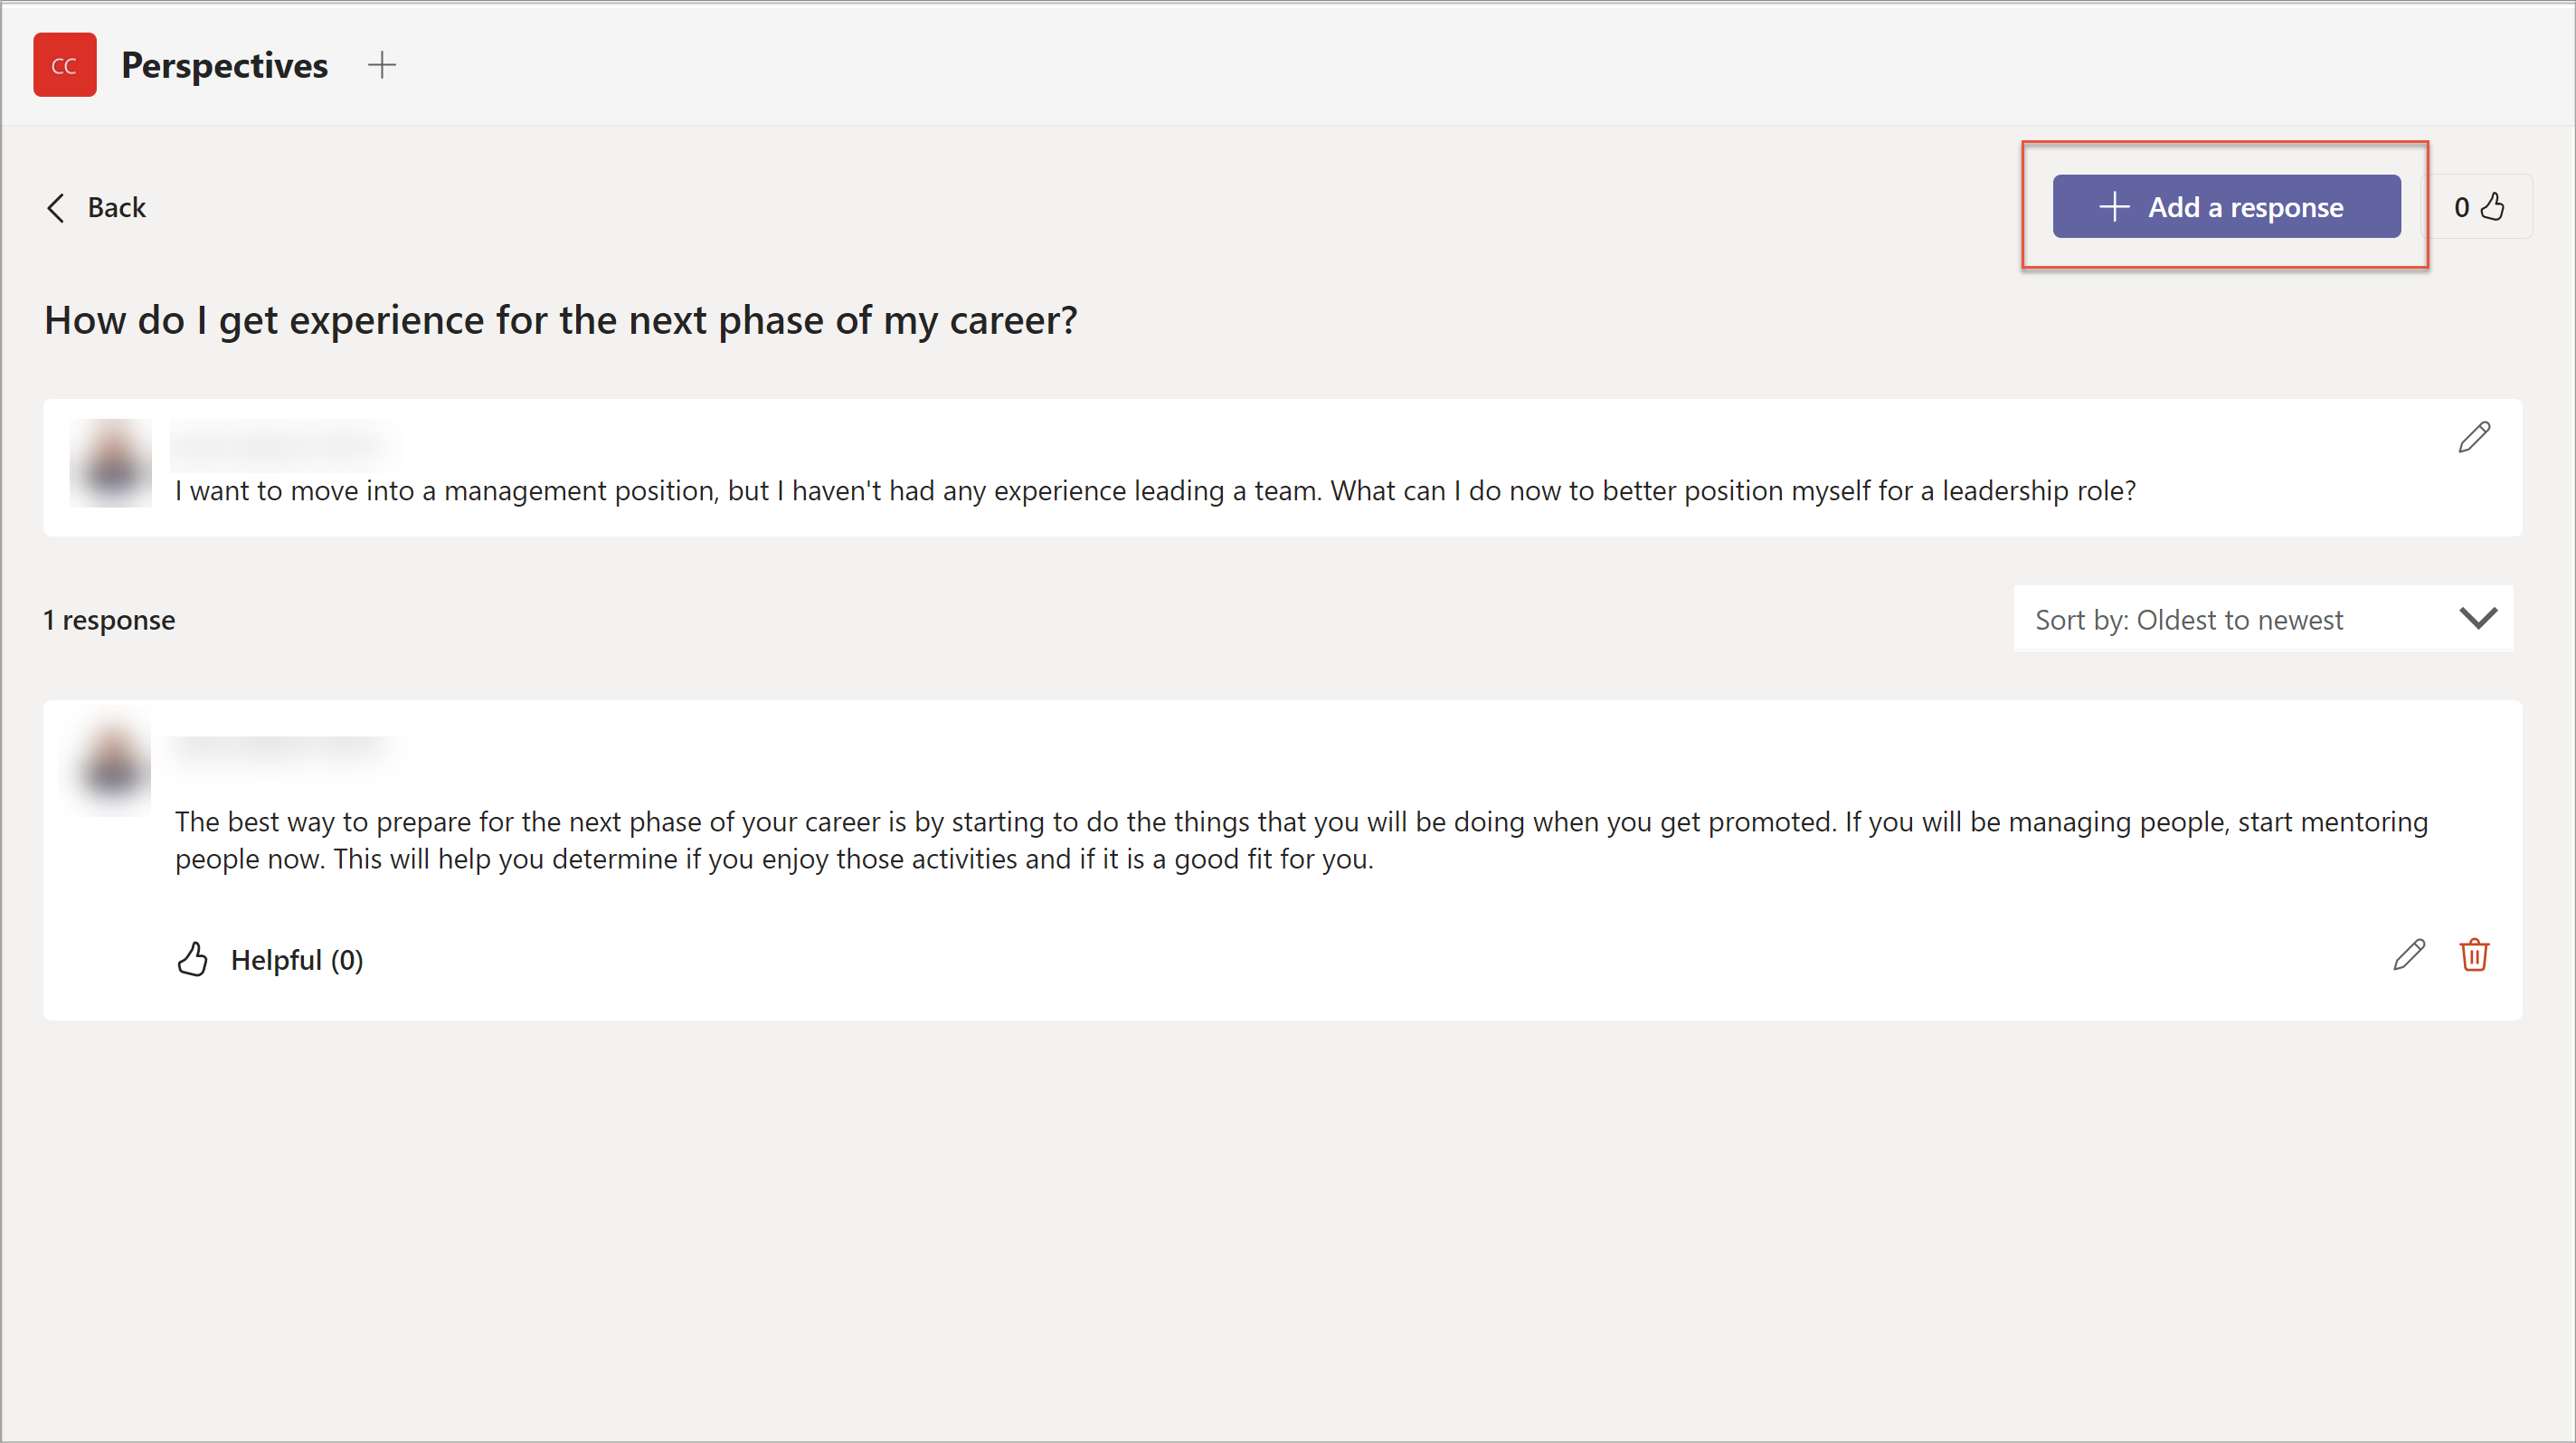 CC Perspectives
Back
Add a response
0
How do I get experience for the next phase of my career?
I want to move into a management position, but I haven't had any experience leading a team. What can I do now to better position myself for a leadership role?
1 response
Sort by: Oldest to newest
The best way to prepare for the next phase of your career is by starting to do the things that you will be doing when you get promoted. If you will be managing people, start mentoring
people now. This will help you determine if you enjoy those activities and if it is a good fit for you.
Helpful (0)